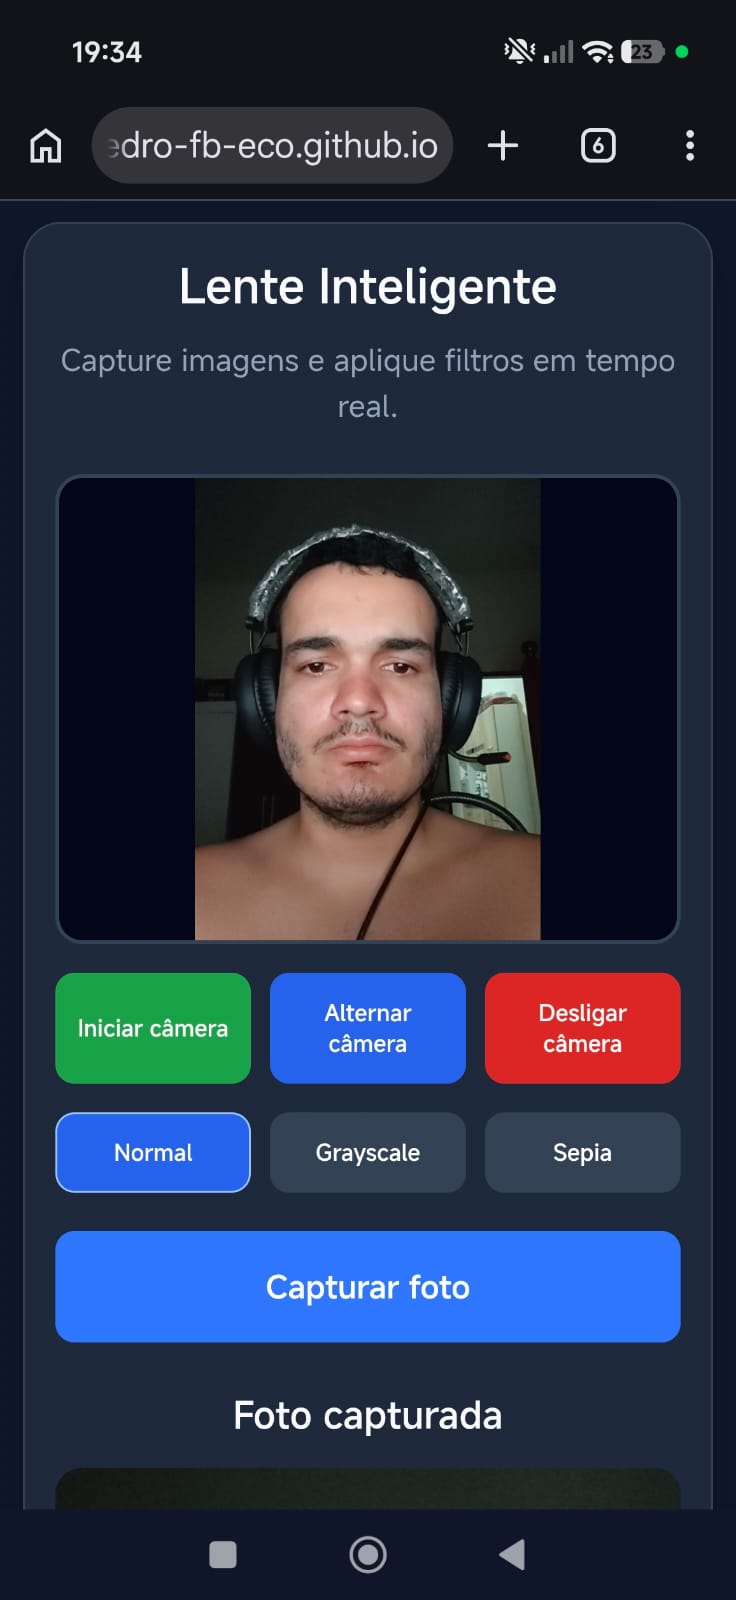 19:34
23
edro-fb-eco.github.io
6
Lente Inteligente
Capture imagens e aplique filtros em tempo
real.
Iniciar câmera
Alternar
câmera
Desligar
câmera
Normal
Grayscale
Sepia
Capturar foto
Foto capturada